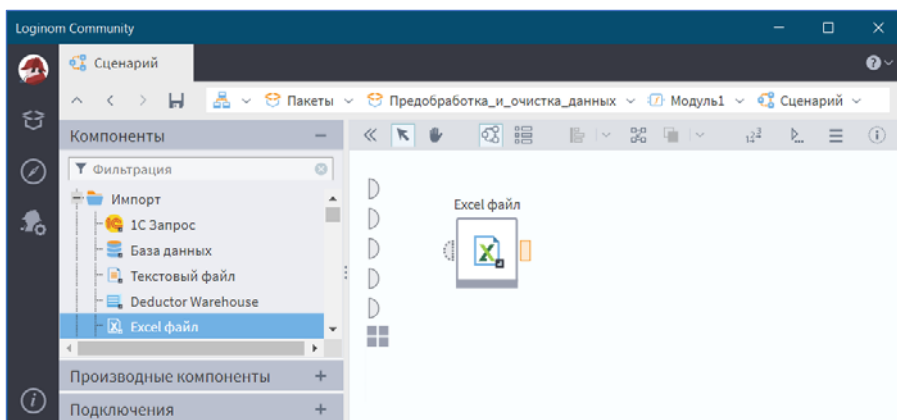 Loginom Community
Сценарий
Пакеты Предобработка_и_очистка_данных Модуль1 Сценарий
Компоненты
Фильтрация
Импорт
1С Запрос
База данных
Текстовый файл
Deductor Warehouse
Excel файл
Производные компоненты
Подключения
Excel файл